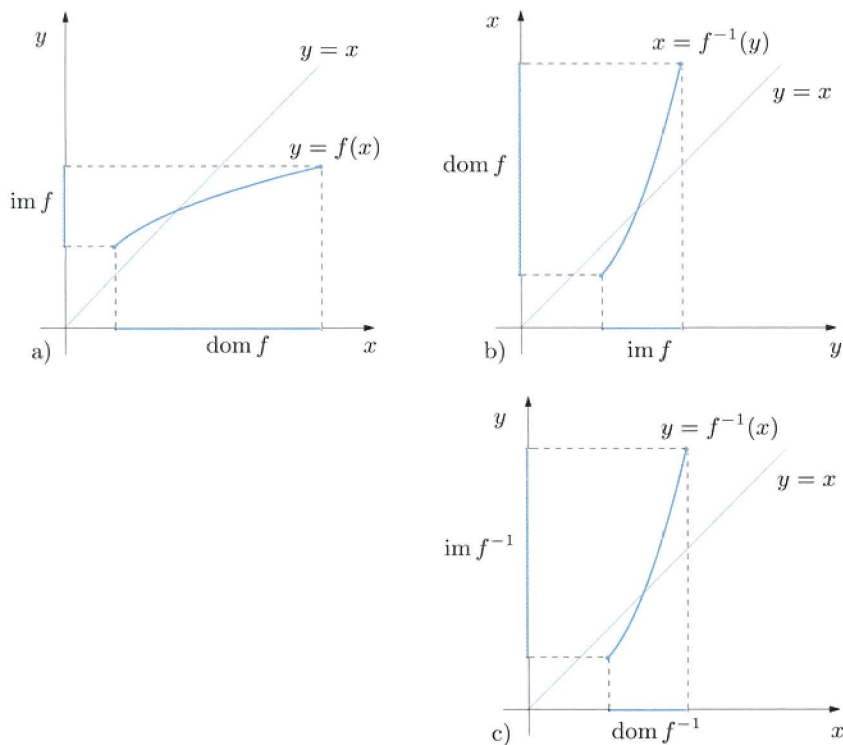 y
y = x
y = f(x)
im f
dom f
x
a)
x
x = f⁻¹(y)
y = x
dom f
im f
y
b)
y
y = f⁻¹(x)
y = x
im f⁻¹
dom f⁻¹
x
c)